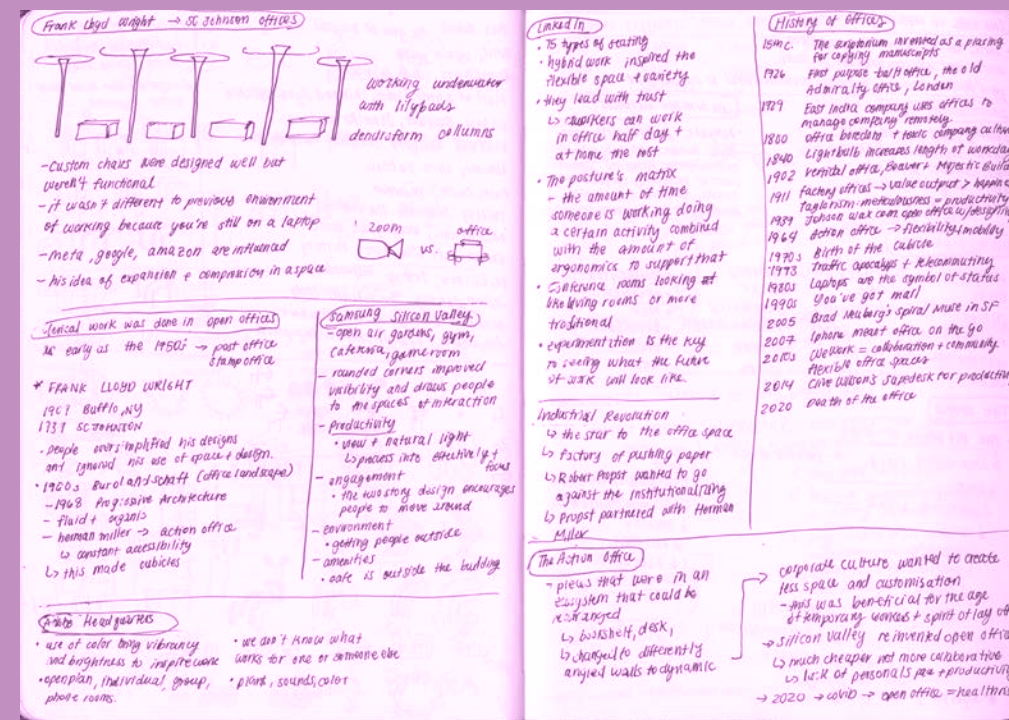 Frank Lloyd Wright → SC Johnson offices
working underwater
with lilypads
dendriform collumns
- Custom chairs were designed well but
weren't functional
- it wasn't different to previous environment
of working because you're still on a laptop
- meta, google, amazon are influenced
- his idea of expansion + compression in a space
zoom
vs.
office
Clerical work was done in open offices
as early as the 1950s → post office
stamp office
* FRANK LLOYD WRIGHT
NY
SC JOHNSON
• people oversimplified his designs
and ignored his use of space + design.
• 1960s Burolandschaft (office landscape)
- 1968 Progressive Architecture
- fluid + organic
- herman miller → action office
↳ constant accessibility
↳ this made cubicles
Samsung Silicon Valley
- open air gardens, gym,
cafeteria, gameroom
- rounded corners improved
visibility and draws people
to the spaces of interaction
- productivity
• view + natural light
↳ process into effectively +
focus
- engagement
• the two story design encourages
people to move around
- environment
• getting people outside
- amenities
• cafe is outside the building
Headquarters
• use of color bring vibrancy
and brightness to inspire work
• open plan, individual, group,
phone rooms.
• we don't know what
works for one or someone else
• plant, sounds, color
LinkedIn
• 75 types of seating
• hybrid work inspired the
flexible space + variety
• they lead with trust
↳ coworkers can work
in office half day +
at home the rest
• The posture's matrix
- the amount of time
someone is working doing
a certain activity combined
with the amount of
ergonomics to support that
• Conference rooms looking
like living rooms or more
traditional
• experimentation is the key
to seeing what the future
of work will look like.
Industrial Revolution
↳ the star to the office space
↳ factory of pushing paper
↳ Rober Propst wanted to go
against the institutionalizing
↳ Propst partnered with Herman
Miller
History of Offices
15th c. The scriptorium invented as a placing
for copying manuscripts
1726 First purpose built office, the old
Admiralty office, London
1729 East India company uses offices to
manage company remotely
1800 office boredom + toxic company culture
1840 Lightbulb increases length of workday
1902 Vertical office, Beaver + Majestic Build
1911 factory offices → value output >
Taylorism: meticulousness = productivity
1939 Johson wax com open office w/
1964 Action office → flexibility + mobility
1970s Birth of the cubicle
1973 traffic apocalyps + telecommuting
1980s Laptops are the symbol of status
1990s You've got mail
2005 Brad Neuberg's spiral muse in SF
2007 Iphone meant office on the go
2010s WeWork = collaboration + community
flexible office spaces
2014 Clive Wilson's sapedesk for productiv
2020 Death of the office
The Action Office
- pieces that were in an
ecosystem that could be
rearranged
↳ bookshelf, desk,
↳ changed to differently
angled walls to dynamic
→ corporate culture wanted to create
less space and customisation
- this was beneficial for the age
of temporary workers + spirit of lay off
→ silicon valley reinvented open office
↳ much cheaper not more collaborative
↳ lack of personal space + productivity
→ 2020 → covid → open office =